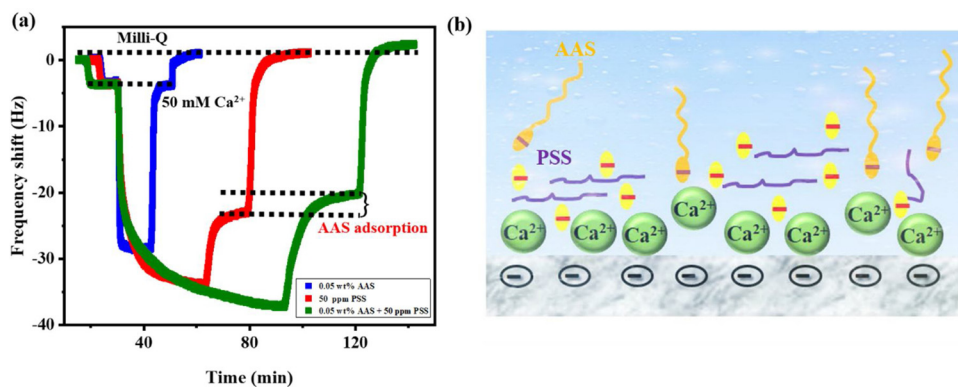 (a)
Milli-Q
50 mM Ca²⁺
AAS adsorption
0.05 wt% AAS
50 ppm PSS
0.05 wt% AAS + 50 ppm PSS
0
-10
-20
-30
-40
40
80
120
Frequency shift (Hz)
Time (min)
(b)
AAS
PSS
Ca²⁺
Ca²⁺
Ca²⁺
Ca²⁺
Ca²⁺
Ca²⁺
Ca²⁺
Ca²⁺